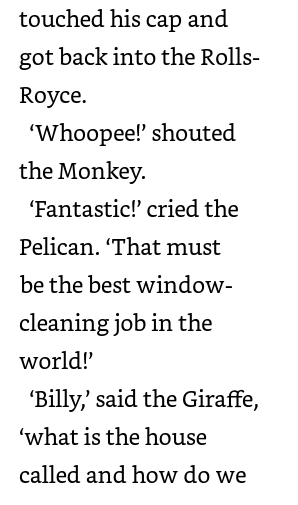 touched his cap and
got back into the Rolls-
Royce.
‘Whoopee!’ shouted
the Monkey.
‘Fantastic!’ cried the
Pelican. ‘That must
be the best window-
cleaning job in the
world!’
‘Billy,’ said the Giraffe,
‘what is the house
called and how do we